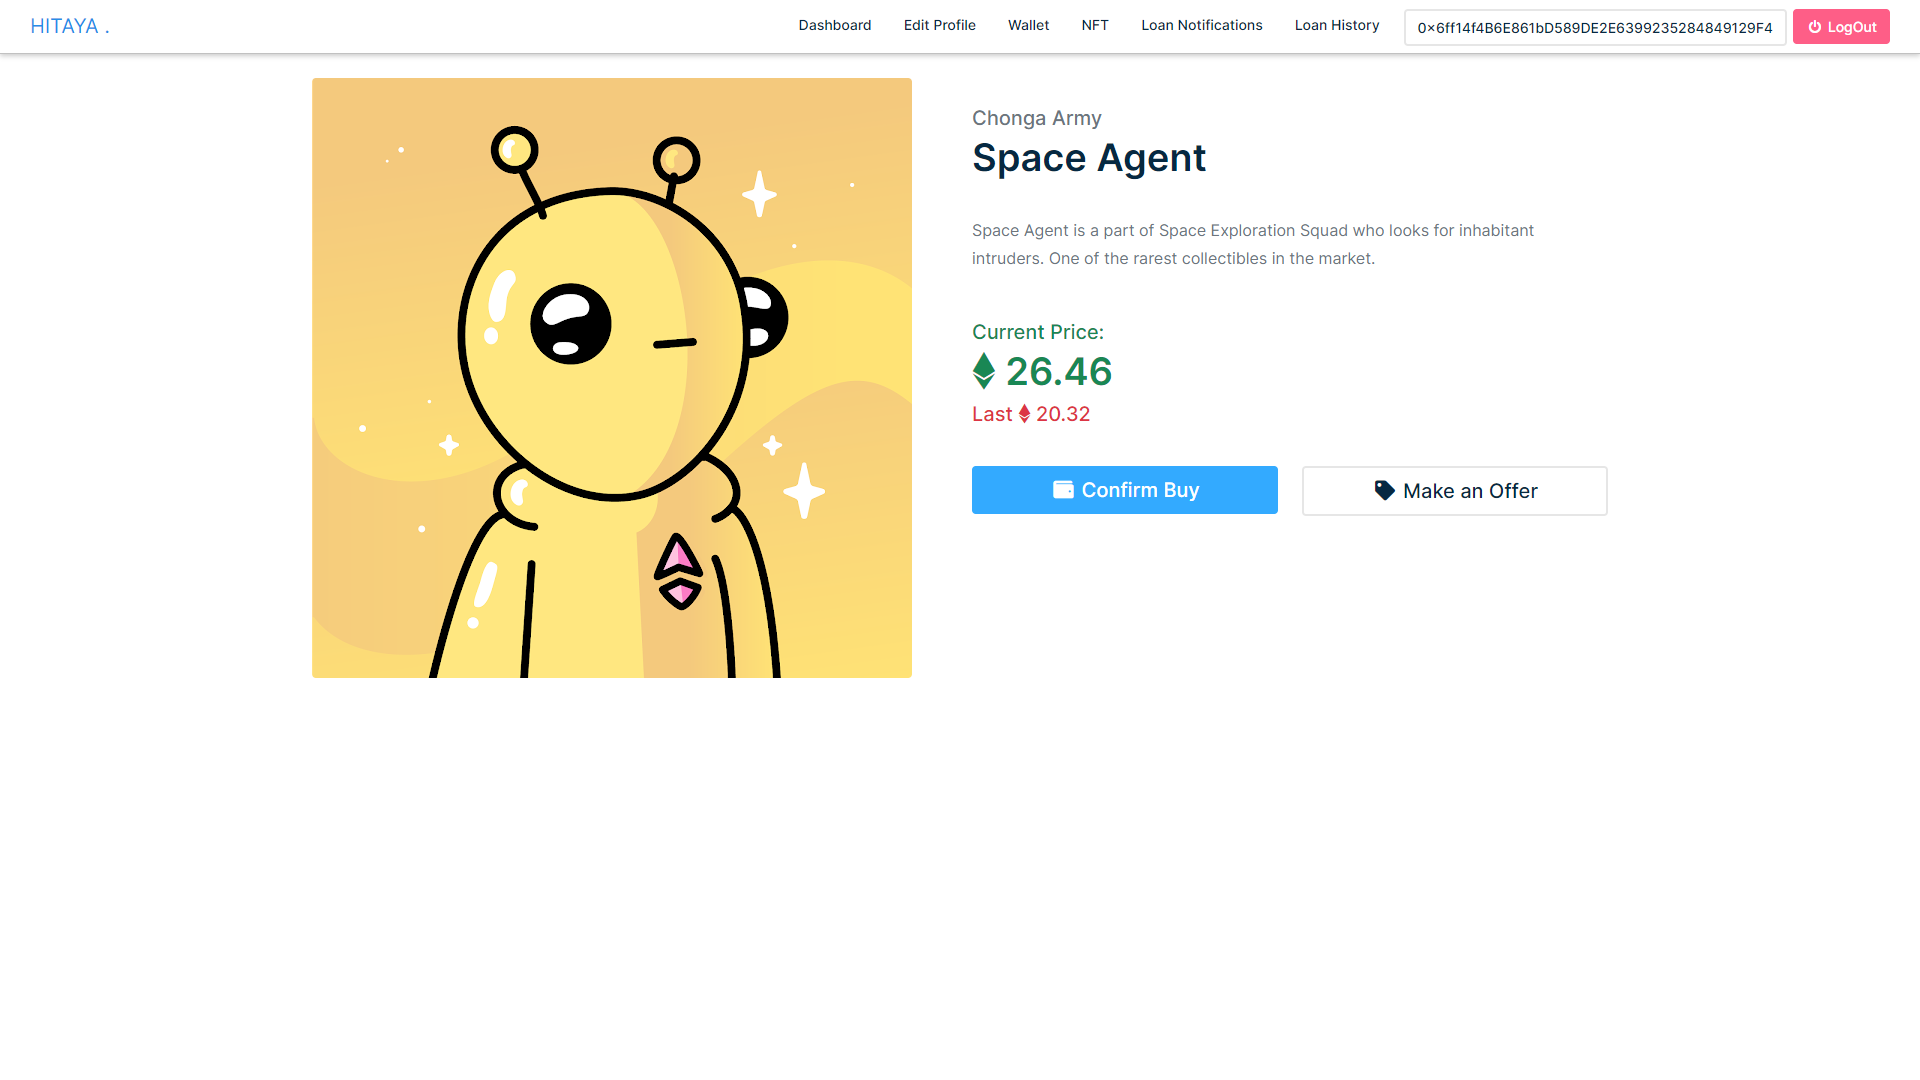 HITAYA .
Dashboard
Edit Profile
Wallet
NFT
Loan Notifications
Loan History
0x6ff14f4B6E861bD589DE2E6399235284849129F4
LogOut
Chonga Army
Space Agent
Space Agent is a part of Space Exploration Squad who looks for inhabitant
intruders. One of the rarest collectibles in the market.
Current Price:
26.46
Last 20.32
Confirm Buy
Make an Offer